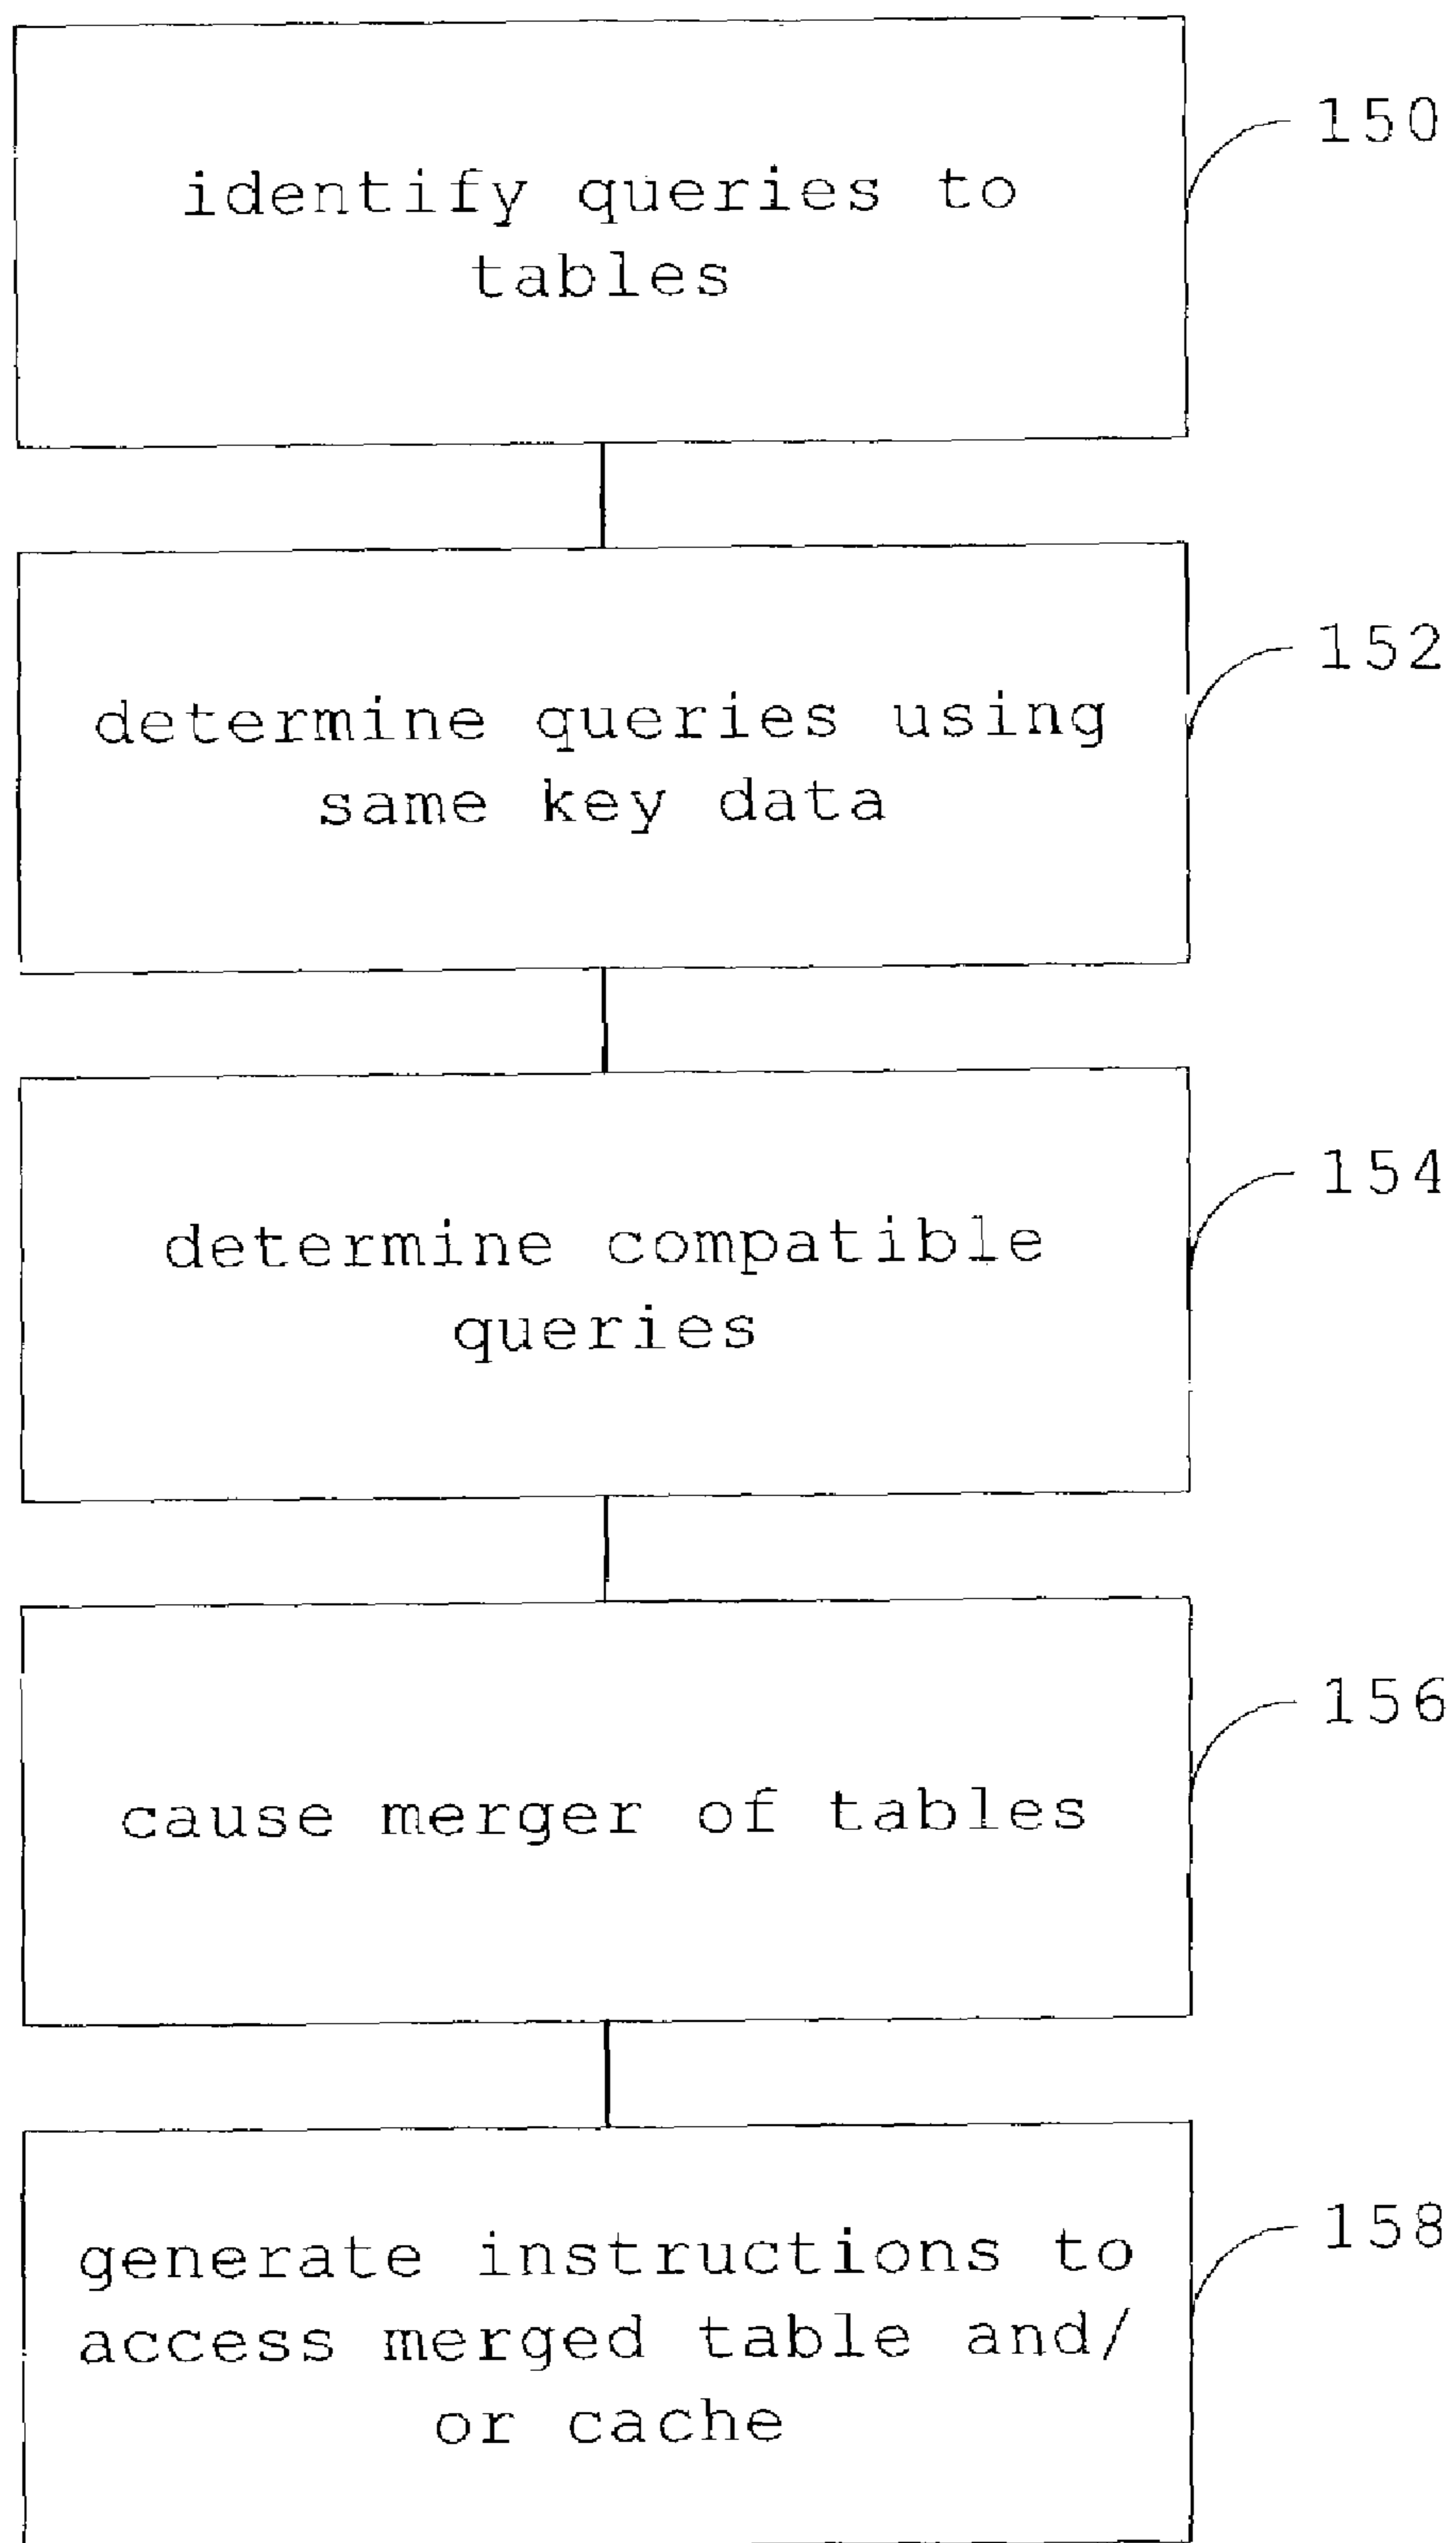 150
identify queries to
tables
152
determine queries using
same key data
154
determine compatible
queries
156
cause merger of tables
158
generate instructions to
access merged table and/
or cache